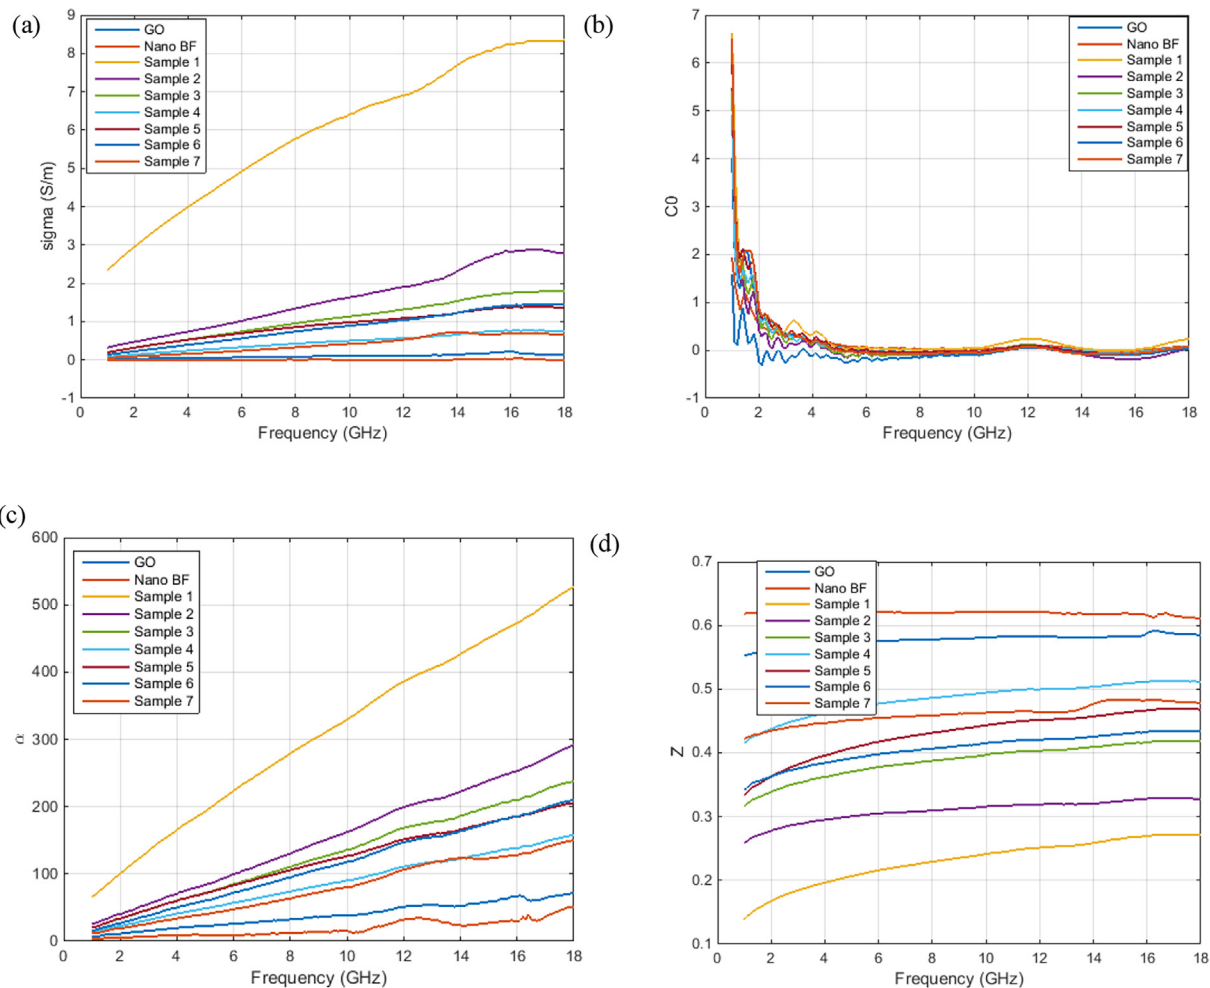 (a)
9
8
7
6
5
4
3
2
1
0
-1
sigma (S/m)
GO
Nano BF
Sample 1
Sample 2
Sample 3
Sample 4
Sample 5
Sample 6
Sample 7
0 2 4 6 8 10 12 14 16 18
Frequency (GHz)
(b)
7
6
5
4
3
2
1
0
-1
C0
GO
Nano BF
Sample 1
Sample 2
Sample 3
Sample 4
Sample 5
Sample 6
Sample 7
0 2 4 6 8 10 12 14 16 18
Frequency (GHz)
(c)
600
500
400
300
200
100
0
α
GO
Nano BF
Sample 1
Sample 2
Sample 3
Sample 4
Sample 5
Sample 6
Sample 7
0 2 4 6 8 10 12 14 16 18
Frequency (GHz)
(d)
0.7
0.6
0.5
0.4
0.3
0.2
0.1
Z
GO
Nano BF
Sample 1
Sample 2
Sample 3
Sample 4
Sample 5
Sample 6
Sample 7
0 2 4 6 8 10 12 14 16 18
Frequency (GHz)